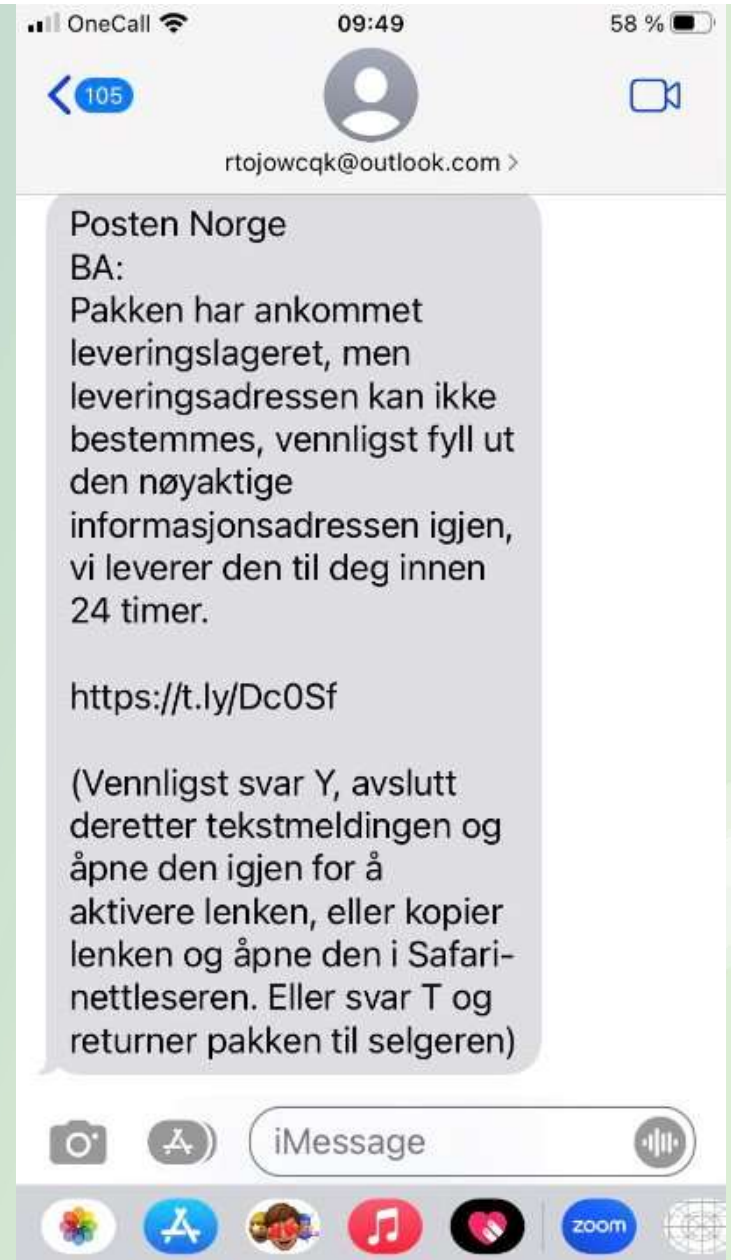 OneCall
09:49
58 %
105
rtojowcqk@outlook.com >
Posten Norge
BA:
Pakken har ankommet
leveringslageret, men
leveringsadressen kan ikke
bestemmes, vennligst fyll ut
den nøyaktige
informasjonsadressen igjen,
vi leverer den til deg innen
24 timer.
https://t.ly/Dc0Sf
(Vennligst svar Y, avslutt
deretter tekstmeldingen og
åpne den igjen for å
aktivere lenken, eller kopier
lenken og åpne den i Safari-
nettleseren. Eller svar T og
returner pakken til selgeren)
iMessage
zoom